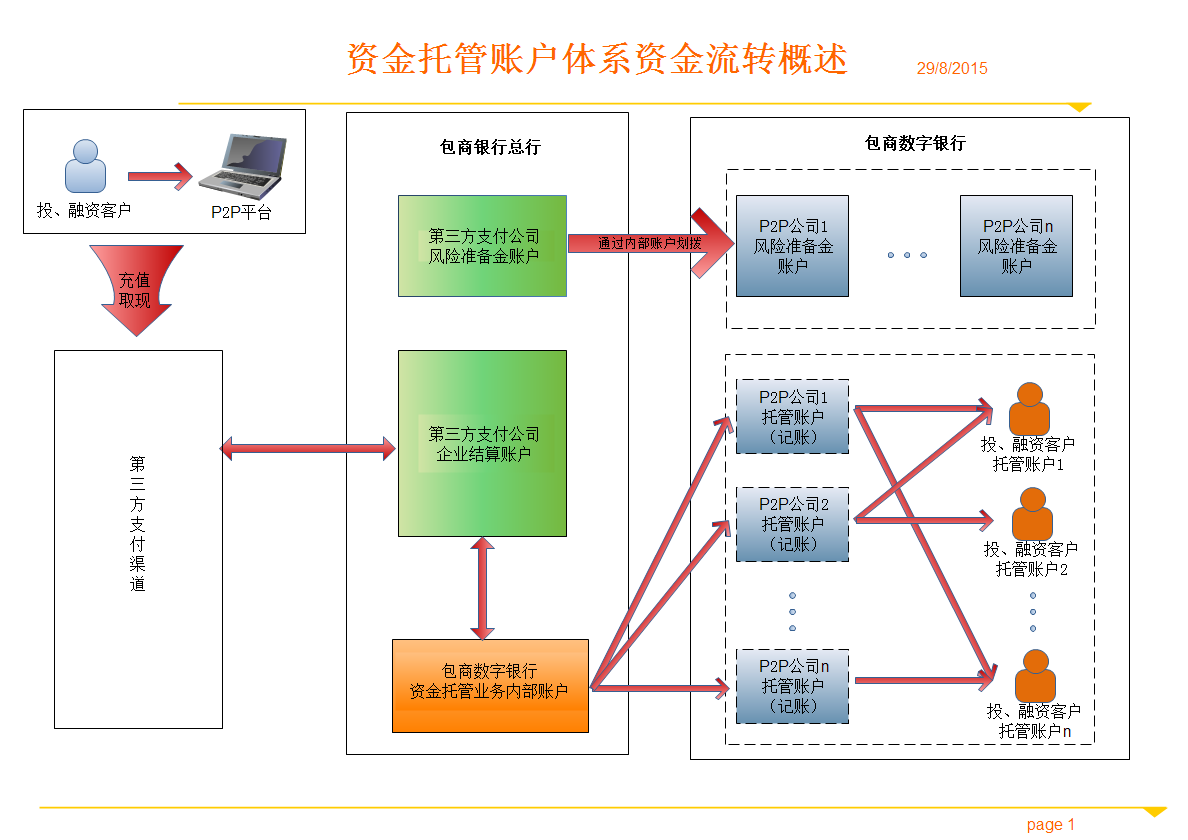 资金托管账户体系资金流转概述
29/8/2015
投、融资客户
P2P平台
充值
取现
第
三
方
支
付
渠
道
包商银行总行
第三方支付公司
风险准备金账户
通过内部账户划拨
第三方支付公司
企业结算账户
包商数字银行
资金托管业务内部账户
包商数字银行
P2P公司1
风险准备金
账户
P2P公司n
风险准备金
账户
P2P公司1
托管账户
（记账）
投、融资客户
托管账户1
P2P公司2
托管账户
（记账）
投、融资客户
托管账户2
P2P公司n
托管账户
（记账）
投、融资客户
托管账户n
page 1